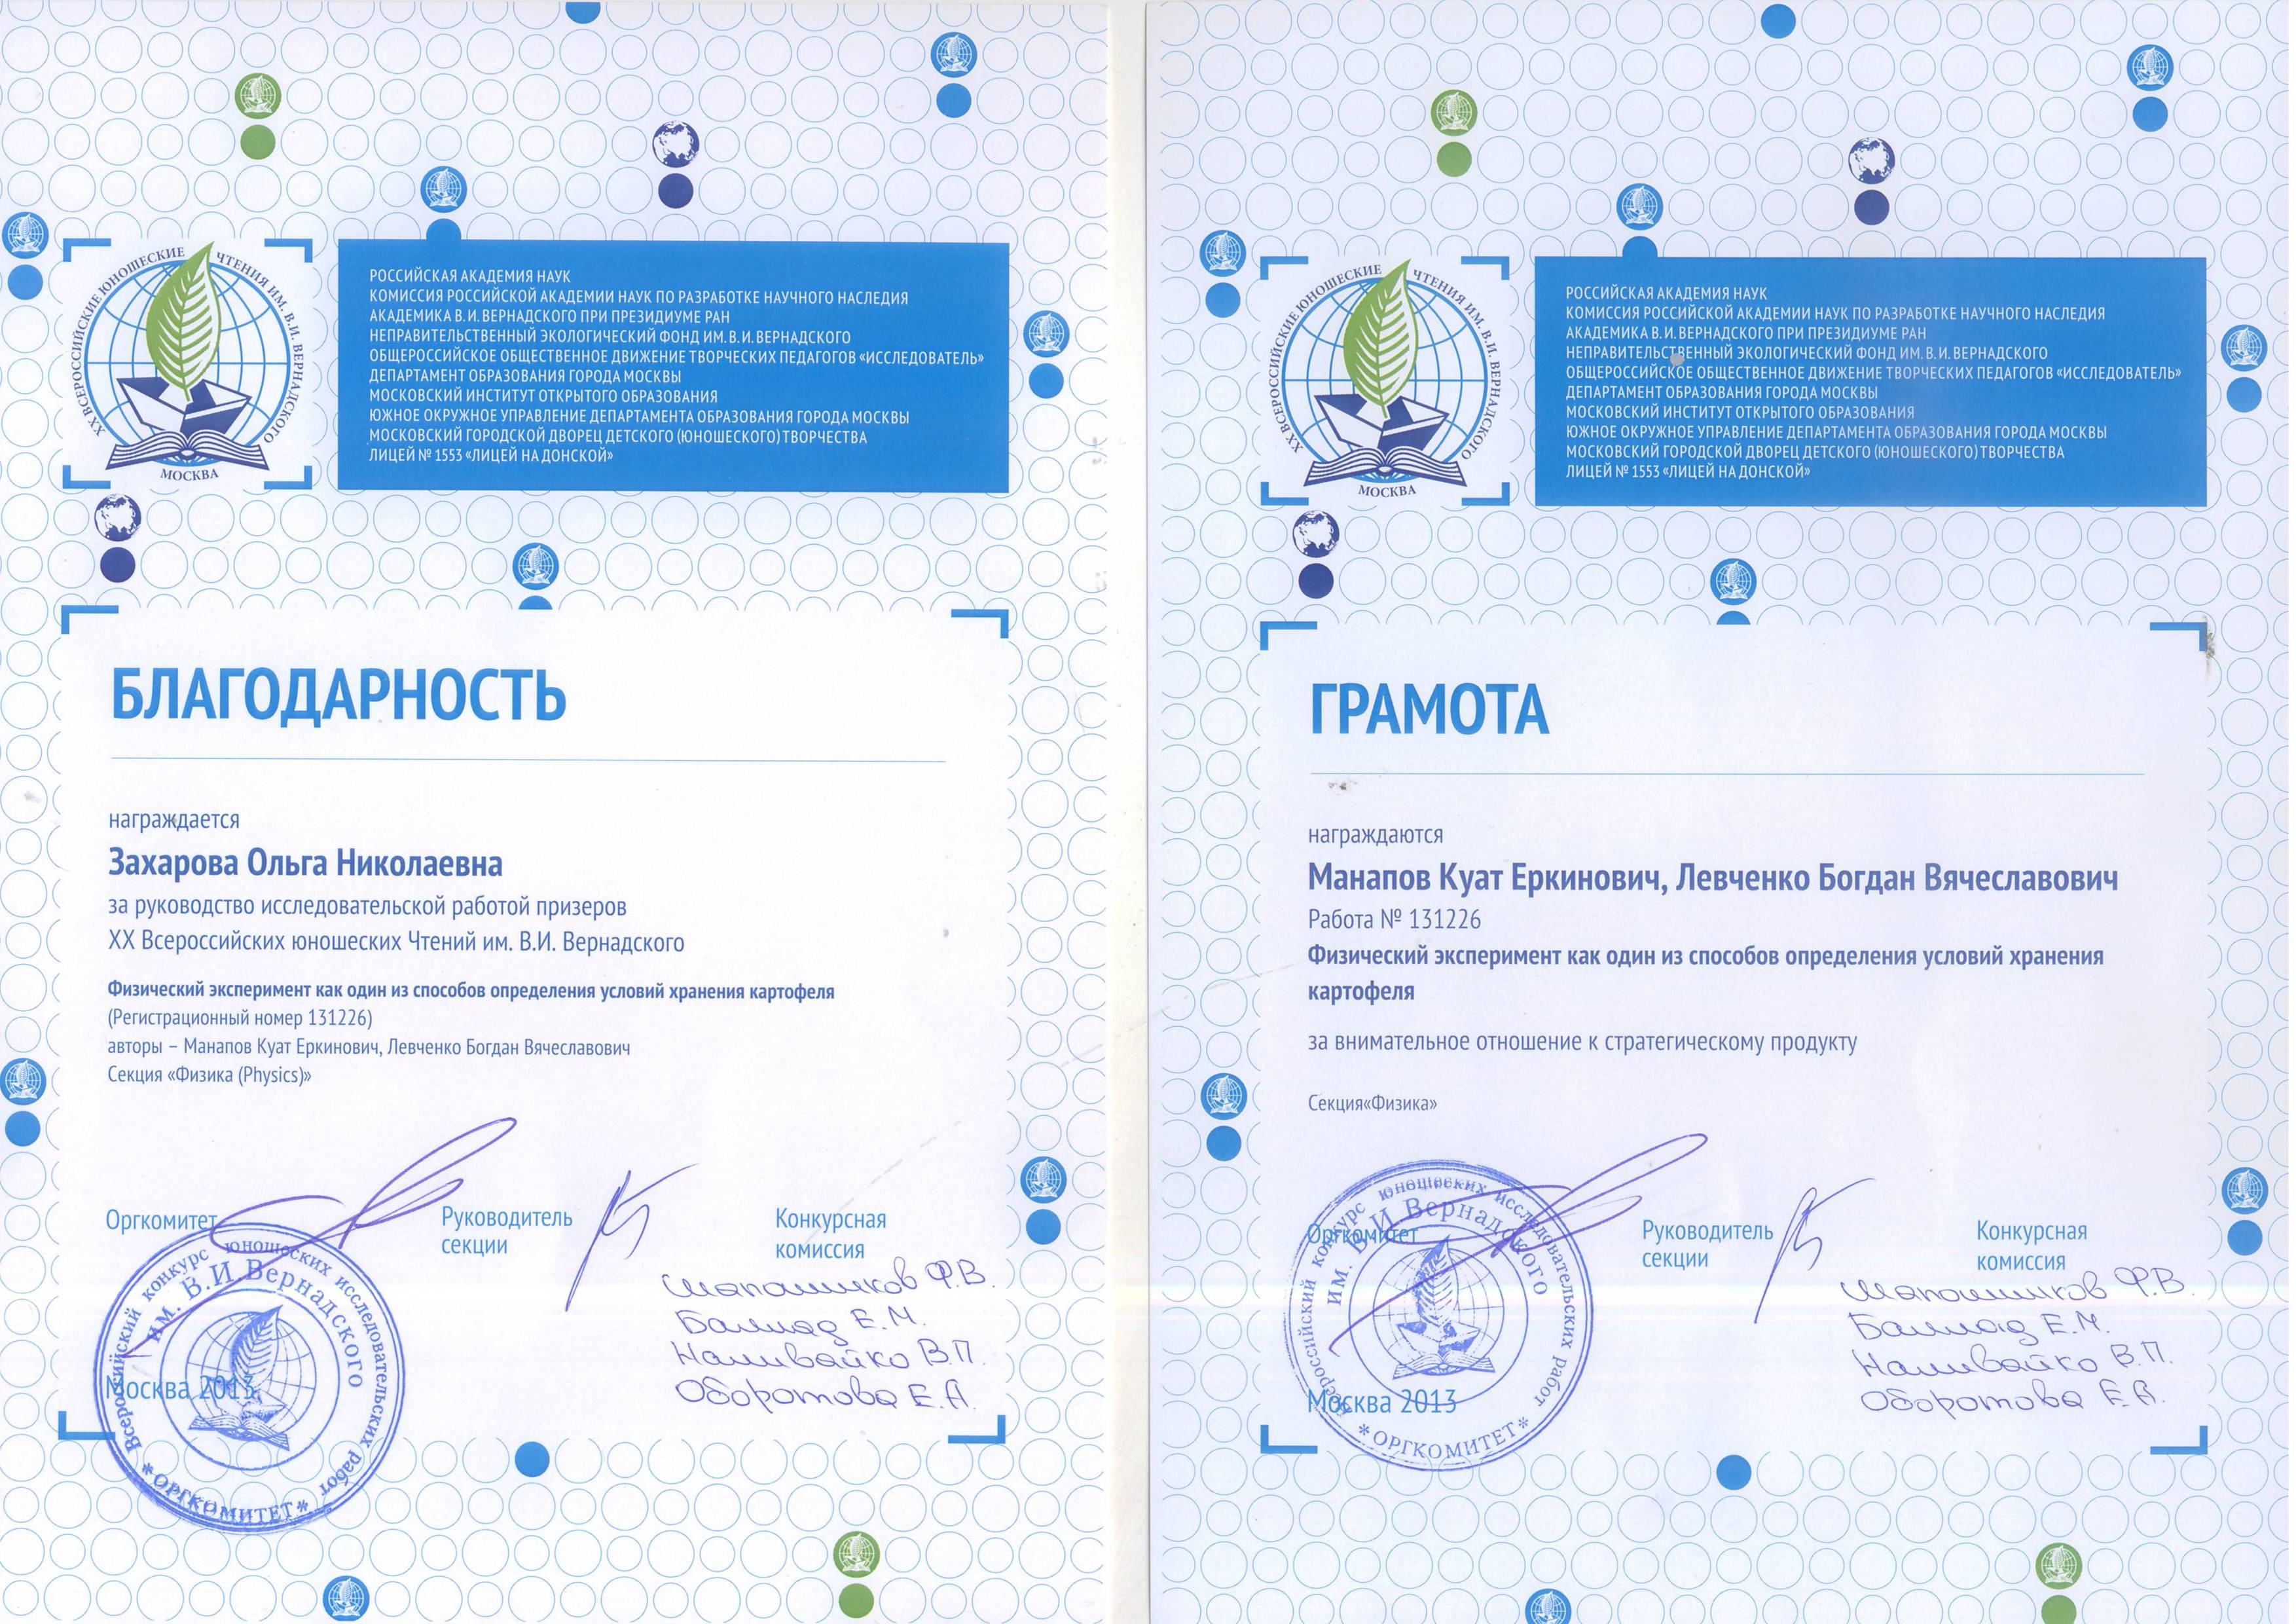 XX ВСЕРОССИЙСКИЕ ЮНОШЕСКИЕ ЧТЕНИЯ ИМ. В.И. ВЕРНАДСКОГО
МОСКВА
РОССИЙСКАЯ АКАДЕМИЯ НАУК
КОМИССИЯ РОССИЙСКОЙ АКАДЕМИИ НАУК ПО РАЗРАБОТКЕ НАУЧНОГО НАСЛЕДИЯ
АКАДЕМИКА В.И.ВЕРНАДСКОГО ПРИ ПРЕЗИДИУМЕ РАН
НЕПРАВИТЕЛЬСТВЕННЫЙ ЭКОЛОГИЧЕСКИЙ ФОНД ИМ.В.И.ВЕРНАДСКОГО
ОБЩЕРОССИЙСКОЕ ОБЩЕСТВЕННОЕ ДВИЖЕНИЕ ТВОРЧЕСКИХ ПЕДАГОГОВ «ИССЛЕДОВАТЕЛЬ»
ДЕПАРТАМЕНТ ОБРАЗОВАНИЯ ГОРОДА МОСКВЫ
МОСКОВСКИЙ ИНСТИТУТ ОТКРЫТОГО ОБРАЗОВАНИЯ
ЮЖНОЕ ОКРУЖНОЕ УПРАВЛЕНИЕ ДЕПАРТАМЕНТА ОБРАЗОВАНИЯ ГОРОДА МОСКВЫ
МОСКОВСКИЙ ГОРОДСКОЙ ДВОРЕЦ ДЕТСКОГО (ЮНОШЕСКОГО) ТВОРЧЕСТВА
ЛИЦЕЙ № 1553 «ЛИЦЕЙ НА ДОНСКОЙ»
БЛАГОДАРНОСТЬ
награждается
Захарова Ольга Николаевна
за руководство исследовательской работой призеров
XX Всероссийских юношеских Чтений им. В.И. Вернадского
Физический эксперимент как один из способов определения условий хранения картофеля
(Регистрационный номер 131226)
авторы – Манапов Куат Еркинович, Левченко Богдан Вячеславович
Секция «Физика (Physics)»
Оргкомитет
Руководитель
секции
Конкурсная
комиссия
Шапошников Ф.В.
Баллад Е.М.
Наливайко В.П.
Оборотова Е.А.
Москва 2013
Всероссийский конкурс юношеских исследовательских работ
им. В.И.Вернадского
*ОРГКОМИТЕТ*
XX ВСЕРОССИЙСКИЕ ЮНОШЕСКИЕ ЧТЕНИЯ ИМ. В.И. ВЕРНАДСКОГО
МОСКВА
РОССИЙСКАЯ АКАДЕМИЯ НАУК
КОМИССИЯ РОССИЙСКОЙ АКАДЕМИИ НАУК ПО РАЗРАБОТКЕ НАУЧНОГО НАСЛЕДИЯ
АКАДЕМИКА В.И.ВЕРНАДСКОГО ПРИ ПРЕЗИДИУМЕ РАН
НЕПРАВИТЕЛЬСТВЕННЫЙ ЭКОЛОГИЧЕСКИЙ ФОНД ИМ.В.И.ВЕРНАДСКОГО
ОБЩЕРОССИЙСКОЕ ОБЩЕСТВЕННОЕ ДВИЖЕНИЕ ТВОРЧЕСКИХ ПЕДАГОГОВ «ИССЛЕДОВАТЕЛЬ»
ДЕПАРТАМЕНТ ОБРАЗОВАНИЯ ГОРОДА МОСКВЫ
МОСКОВСКИЙ ИНСТИТУТ ОТКРЫТОГО ОБРАЗОВАНИЯ
ЮЖНОЕ ОКРУЖНОЕ УПРАВЛЕНИЕ ДЕПАРТАМЕНТА ОБРАЗОВАНИЯ ГОРОДА МОСКВЫ
МОСКОВСКИЙ ГОРОДСКОЙ ДВОРЕЦ ДЕТСКОГО (ЮНОШЕСКОГО) ТВОРЧЕСТВА
ЛИЦЕЙ № 1553 «ЛИЦЕЙ НА ДОНСКОЙ»
ГРАМОТА
награждаются
Манапов Куат Еркинович, Левченко Богдан Вячеславович
Работа № 131226
Физический эксперимент как один из способов определения условий хранения
картофеля
за внимательное отношение к стратегическому продукту
Секция«Физика»
Оргкомитет
Руководитель
секции
Конкурсная
комиссия
Шапошников Ф.В.
Баллад Е.М.
Наливайко В.П.
Оборотова Е.А.
Москва 2013
Всероссийский конкурс юношеских исследовательских работ
им. В.И.Вернадского
*ОРГКОМИТЕТ*